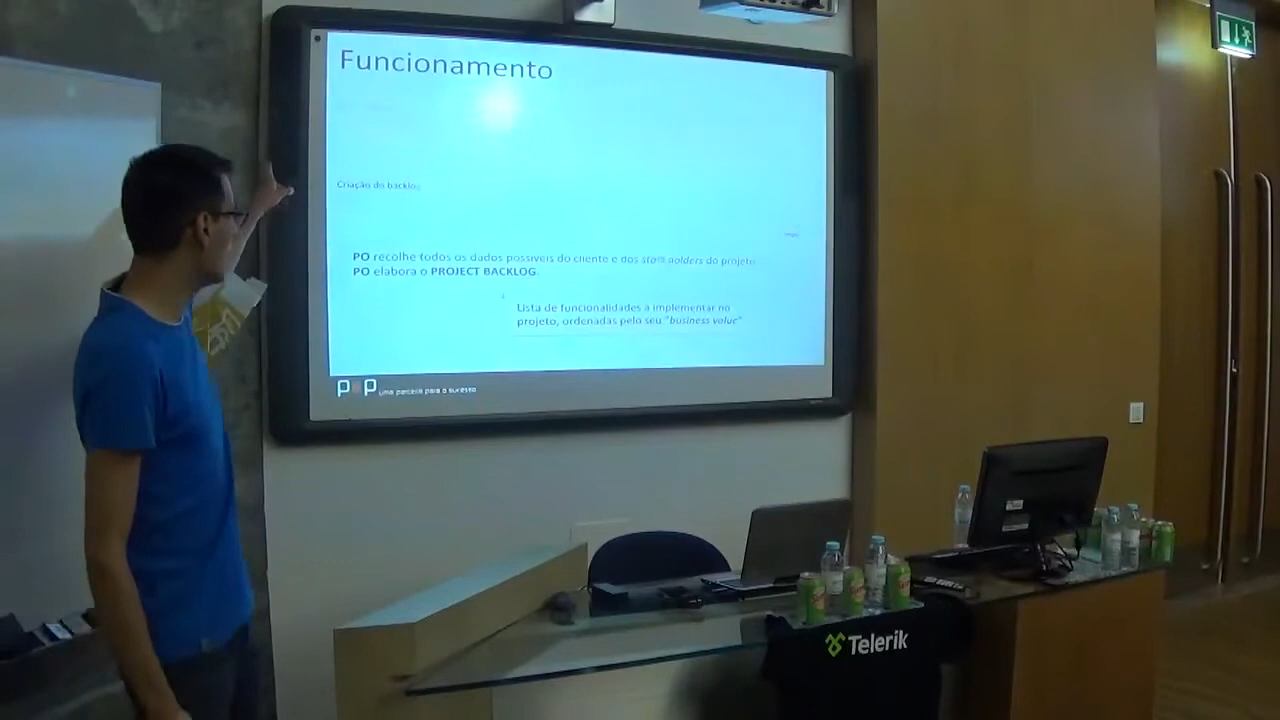 Funcionamento
Criação do backlog
PO recolhe todos os dados possíveis do cliente e dos stake holders do projeto
PO elabora o PROJECT BACKLOG.
Lista de funcionalidades a implementar no
projeto, ordenadas pelo seu "business value"
uma parceria para o sucesso
Telerik